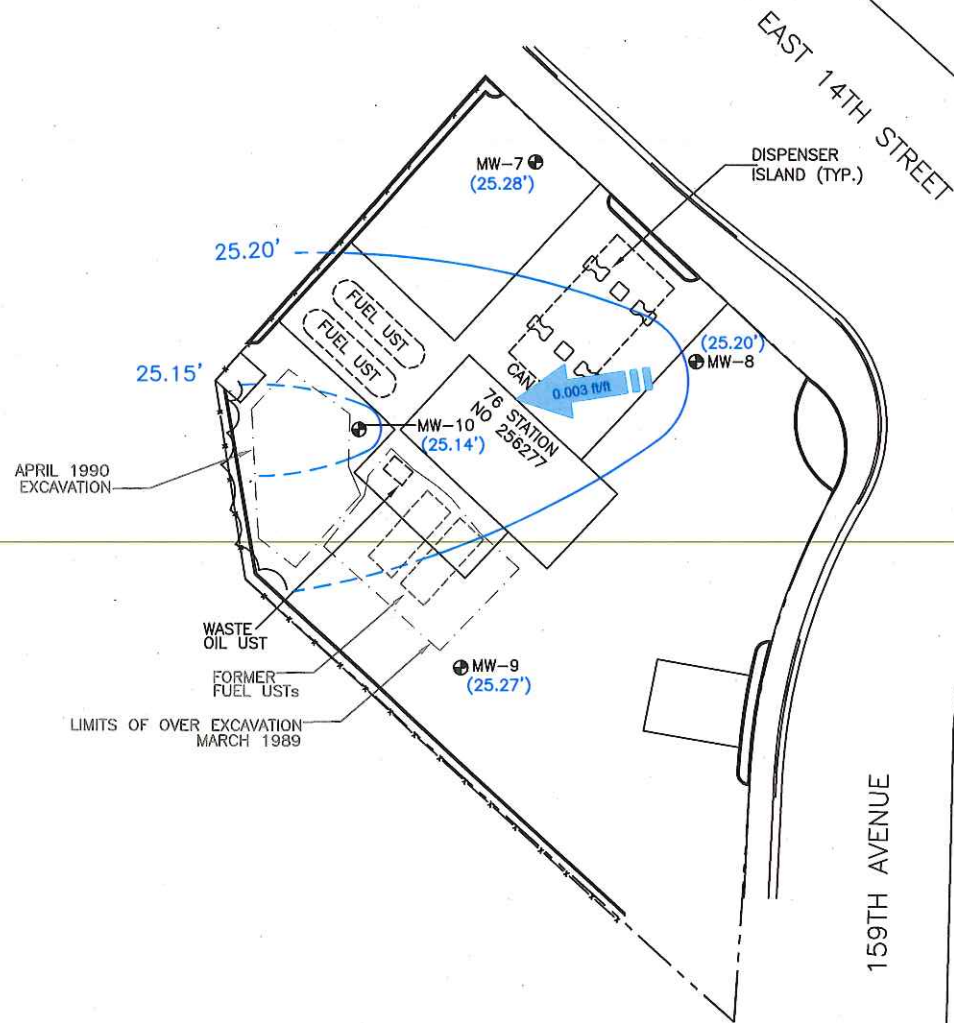 EAST 14TH STREET
DISPENSER
ISLAND (TYP.)
MW-7
(25.28')
25.20'
FUEL UST
FUEL UST
(25.20')
MW-8
25.15'
CAN
0.003 ft/ft
76 STATION
NO 256277
MW-10
(25.14')
APRIL 1990
EXCAVATION
WASTE
OIL UST
FORMER
FUEL USTs
MW-9
(25.27')
LIMITS OF OVER EXCAVATION
MARCH 1989
159TH AVENUE